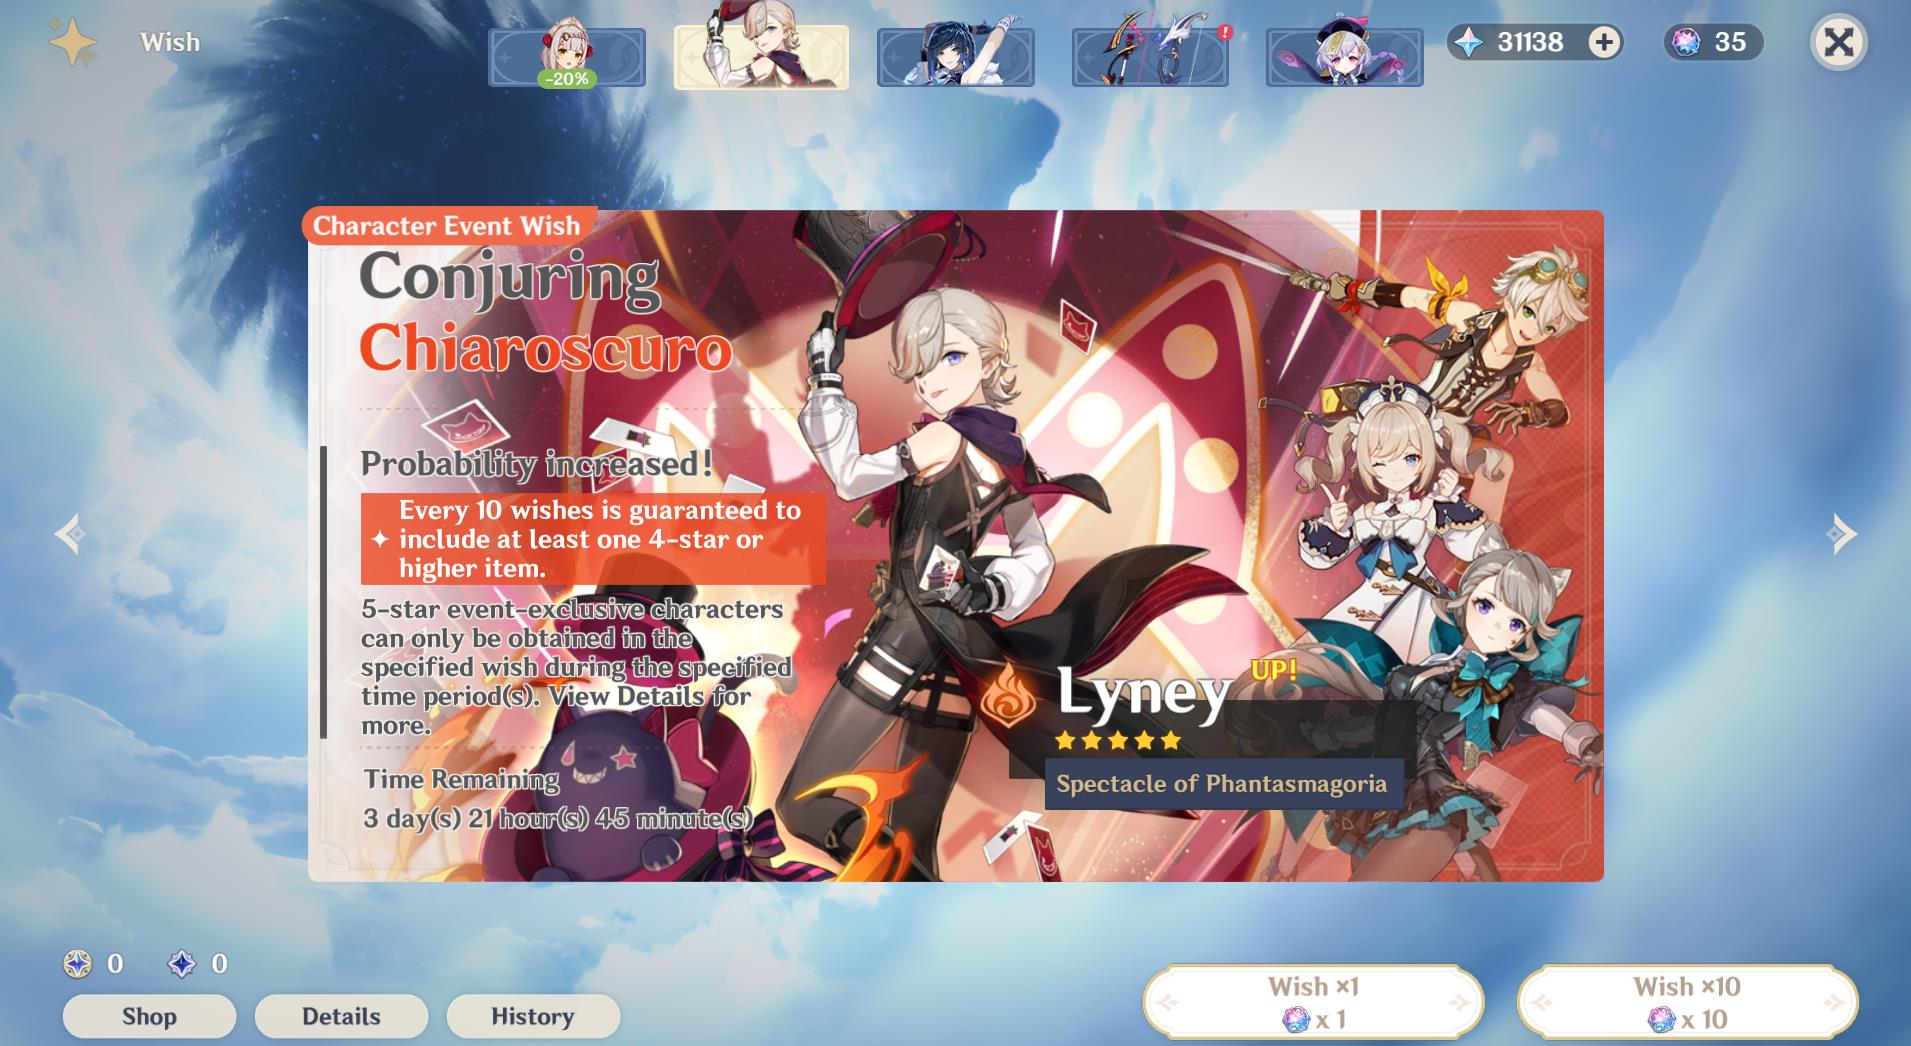 Wish
-20%
!
31138
35
Character Event Wish
Conjuring
Chiaroscuro
Probability increased!
Every 10 wishes is guaranteed to
include at least one 4-star or
higher item.
5-star event-exclusive characters
can only be obtained in the
specified wish during the specified
time period(s). View Details for
more.
Time Remaining
3 day(s) 21 hour(s) 45 minute(s)
Lyney
UP!
Spectacle of Phantasmagoria
0
0
Shop
Details
History
Wish ×1
x 1
Wish ×10
x 10